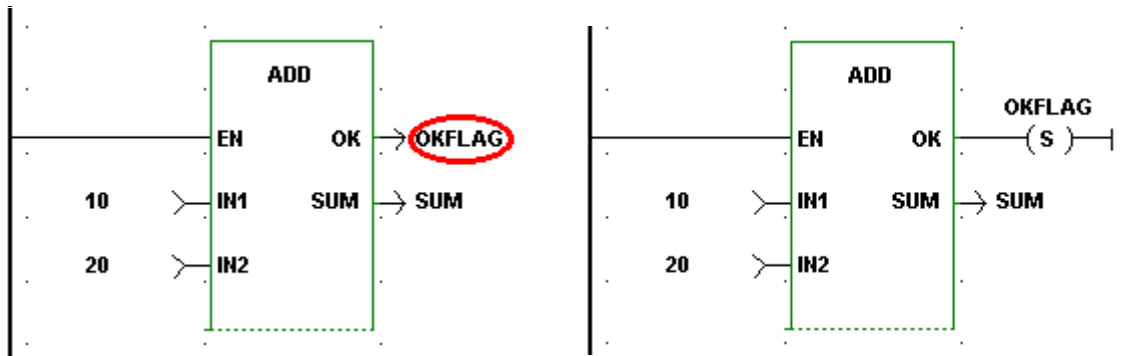 ADD
EN OK OKFLAG
10 IN1 SUM SUM
20 IN2
ADD
OKFLAG
EN OK S
10 IN1 SUM SUM
20 IN2